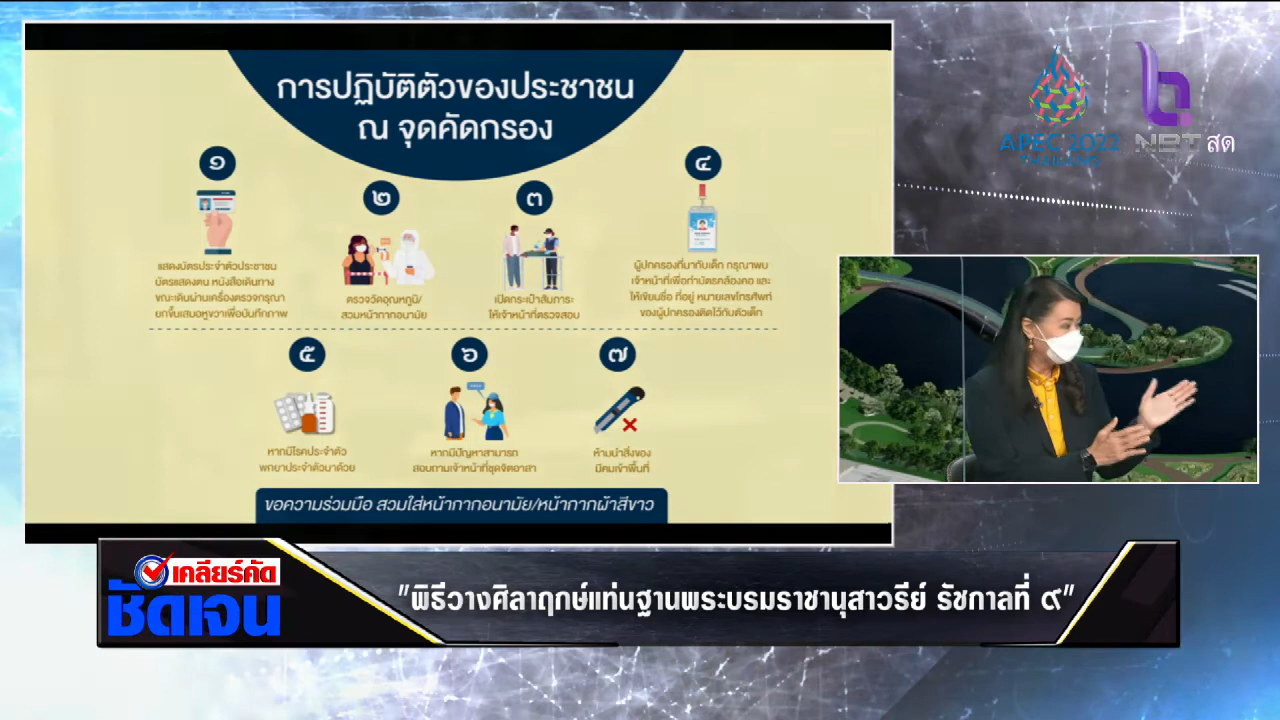 การปฏิบัติตัวของประชาชน
ณ จุดคัดกรอง
๑
แสดงบัตรประจำตัวประชาชน
บัตรแสดงตน หนังสือเดินทาง
ขณะเดินผ่านเครื่องตรวจกรุณา
ยกขึ้นเสมอหูขวาเพื่อบันทึกภาพ
๒
ตรวจวัดอุณหภูมิ/
สวมหน้ากากอนามัย
๓
เปิดกระเป๋าสัมภาระ
ให้เจ้าหน้าที่ตรวจสอบ
๔
ผู้ปกครองที่มากับเด็ก กรุณาพบ
เจ้าหน้าที่เพื่อทำบัตรคล้องคอ และ
ให้เขียนชื่อ ที่อยู่ หมายเลขโทรศัพท์
ของผู้ปกครองติดไว้กับตัวเด็ก
๕
หากมีโรคประจำตัว
พกยาประจำตัวมาด้วย
๖
หากมีปัญหาสามารถ
สอบถามเจ้าหน้าที่ชุดจิตอาสา
๗
ห้ามนำสิ่งของ
มีคมเข้าพื้นที่
ขอความร่วมมือ สวมใส่หน้ากากอนามัย/หน้ากากผ้าสีขาว
APEC 2022
THAILAND
NBT สด
เคลียร์คัด
ชัดเจน
"พิธีวางศิลาฤกษ์แท่นฐานพระบรมราชานุสาวรีย์ รัชกาลที่ ๙"